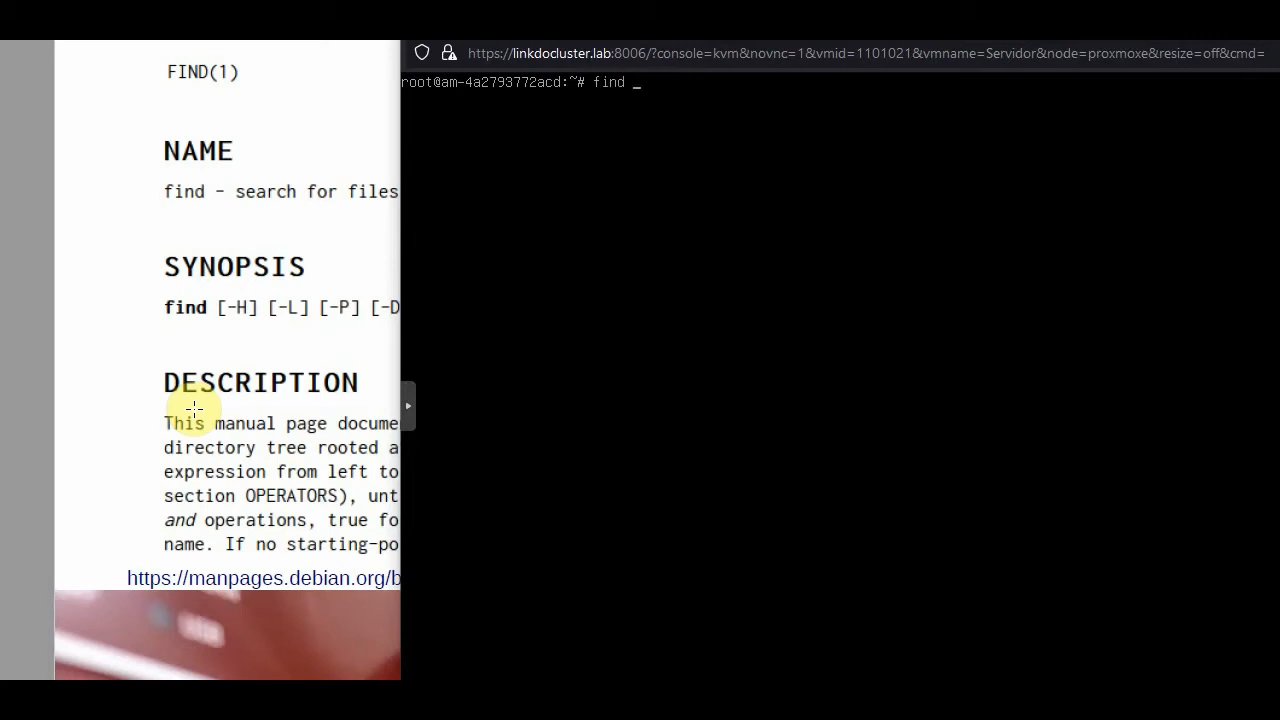 FIND(1)
NAME
find - search for files
SYNOPSIS
find [-H] [-L] [-P] [-D
DESCRIPTION
This manual page docume
directory tree rooted a
expression from left to
section OPERATORS), unt
and operations, true fo
name. If no starting-po
https://manpages.debian.org/b
https://linkdocluster.lab:8006/?console=kvm&novnc=1&vmid=1101021&vmname=Servidor&node=proxmoxe&resize=off&cmd=
root@am-4a2793772acd:~# find _